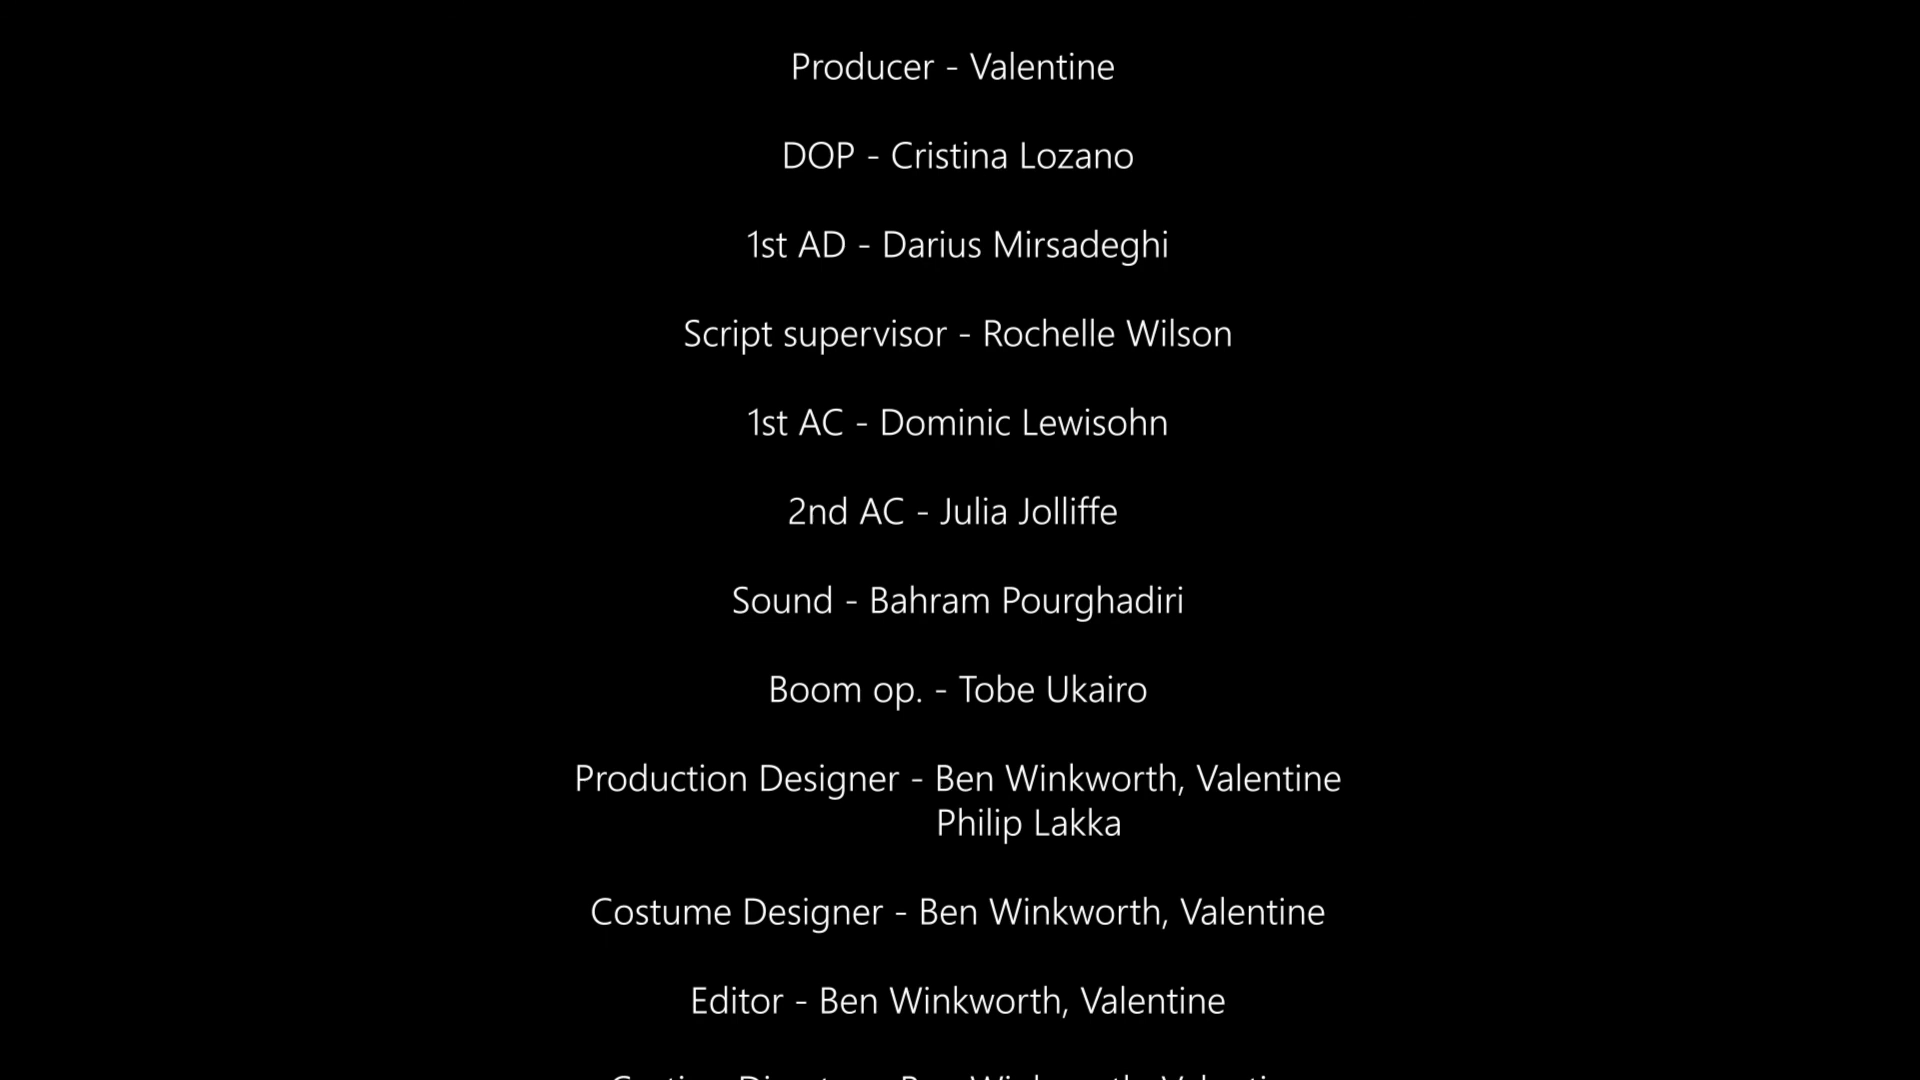 Producer - Valentine
DOP - Cristina Lozano
1st AD - Darius Mirsadeghi
Script supervisor - Rochelle Wilson
1st AC - Dominic Lewisohn
2nd AC - Julia Jolliffe
Sound - Bahram Pourghadiri
Boom op. - Tobe Ukairo
Production Designer - Ben Winkworth, Valentine
Philip Lakka
Costume Designer - Ben Winkworth, Valentine
Editor - Ben Winkworth, Valentine